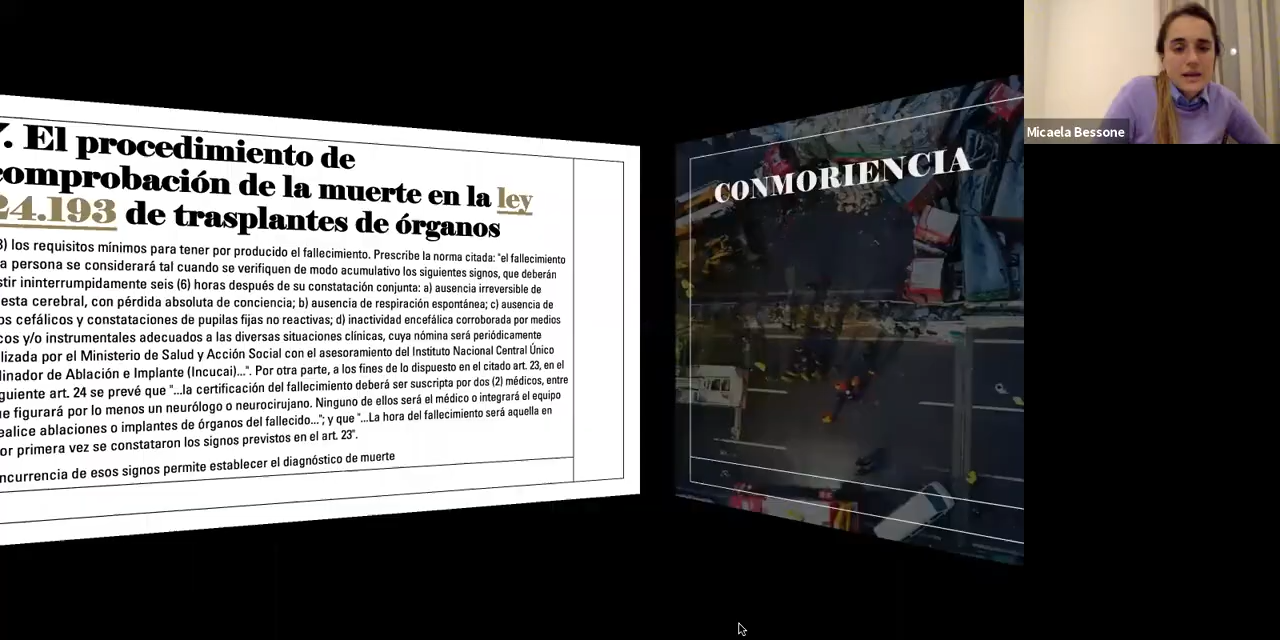 . El procedimiento de
comprobación de la muerte en la ley
24.193 de trasplantes de órganos
3) los requisitos mínimos para tener por producido el fallecimiento. Prescribe la norma citada: "el fallecimiento
a persona se considerará tal cuando se verifiquen de modo acumulativo los siguientes signos, que deberán
stir ininterrumpidamente seis (6) horas después de su constatación conjunta: a) ausencia irreversible de
esta cerebral, con pérdida absoluta de conciencia; b) ausencia de respiración espontánea; c) ausencia de
os cefálicos y constataciones de pupilas fijas no reactivas; d) inactividad encefálica corroborada por medios
cos y/o instrumentales adecuados a las diversas situaciones clínicas, cuya nómina será periódicamente
lizada por el Ministerio de Salud y Acción Social con el asesoramiento del Instituto Nacional Central Único
dinador de Ablación e Implante (Incucai)...". Por otra parte, a los fines de lo dispuesto en el citado art. 23, en el
guiente art. 24 se prevé que "...la certificación del fallecimiento deberá ser suscripta por dos (2) médicos, entre
ue figurará por lo menos un neurólogo o neurocirujano. Ninguno de ellos será el médico o integrará el equipo
ealice ablaciones o implantes de órganos del fallecido..."; y que "...La hora del fallecimiento será aquella en
or primera vez se constataron los signos previstos en el art. 23".
ncurrencia de esos signos permite establecer el diagnóstico de muerte
CONMORIENCIA
Micaela Bessone